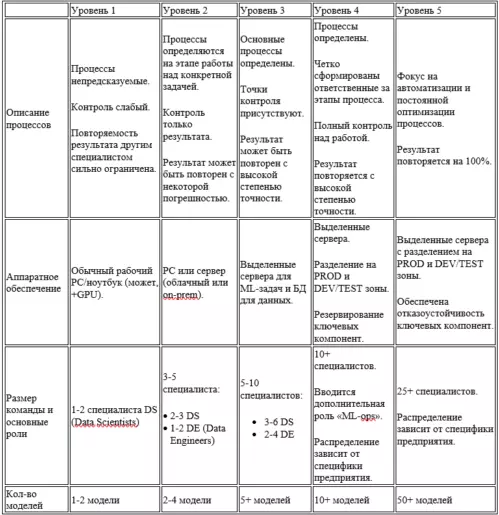 Уровень 1
Уровень 2
Уровень 3
Уровень 4
Уровень 5
Описание
процессов
Процессы
непредсказуемые.
Контроль слабый.
Повторяемость
результата другим
специалистом
сильно ограничена.
Процессы
определяются
на этапе работы
над конкретной
задачей.
Контроль
только
результата.
Результат может
быть повторен с
некоторой
погрешностью.
Основные
процессы
определены.
Точки
контроля
присутствуют.
Результат
может быть
повторен с
высокой
степенью
точности.
Процессы
определены.
Четко
сформированы
ответственные за
этапы процесса.
Полный контроль
над работой.
Результат
повторяется с
высокой
степенью
точности.
Фокус на
автоматизации и
постоянной
оптимизации
процессов.
Результат
повторяется на 100%.
Аппаратное
обеспечение
Обычный рабочий
PC/ноутбук (может,
+GPU).
PC или сервер
(облачный или
on-prem).
Выделенные
сервера для
ML-задач и БД
для данных.
Выделенные
сервера.
Разделение на
PROD и
DEV/TEST зоны.
Резервирование
ключевых
компонент.
Выделенные сервера
с разделением на
PROD и DEV/TEST
зоны.
Обеспечена
отказоустойчивость
ключевых компонент.
Размер
команды и
основные
роли
1-2 специалиста DS
(Data Scientists)
3-5
специалиста:
• 2-3 DS
• 1-2 DE (Data
Engineers)
5-10
специалистов:
• 3-6 DS
• 2-4 DE
10+
специалистов.
Вводится
дополнительная
роль «ML-ops».
Распределение
зависит от
специфики
предприятия.
25+ специалистов.
Распределение
зависит от специфики
предприятия.
Кол-во
моделей
1-2 модели
2-4 модели
5+ моделей
10+ моделей
50+ моделей